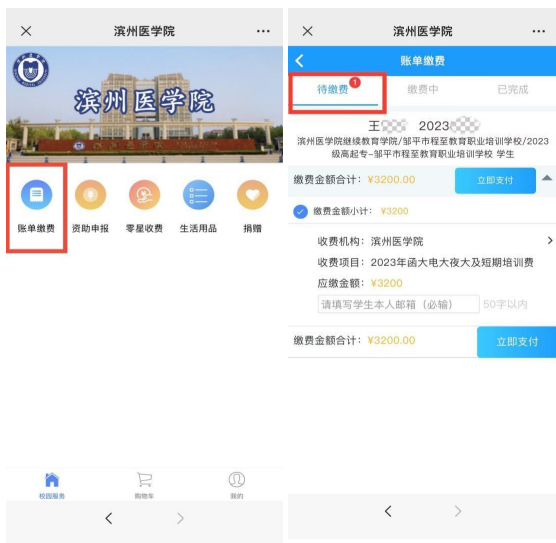 滨州医学院
滨州医学院
账单缴费
资助申报
零星收费
生活用品
捐赠
校园服务
购物车
我的
滨州医学院
账单缴费
待缴费
1
缴费中
已完成
王 2023
滨州医学院继续教育学院/邹平市程至教育职业培训学校/2023
级高起专-邹平市程至教育职业培训学校 学生
缴费金额合计：¥3200.00
立即支付
缴费金额小计：¥3200
收费机构：滨州医学院
收费项目：2023年函大电大夜大及短期培训费
应缴金额：¥3200
请填写学生本人邮箱（必输）
50字以内
缴费金额合计：¥3200.00
立即支付